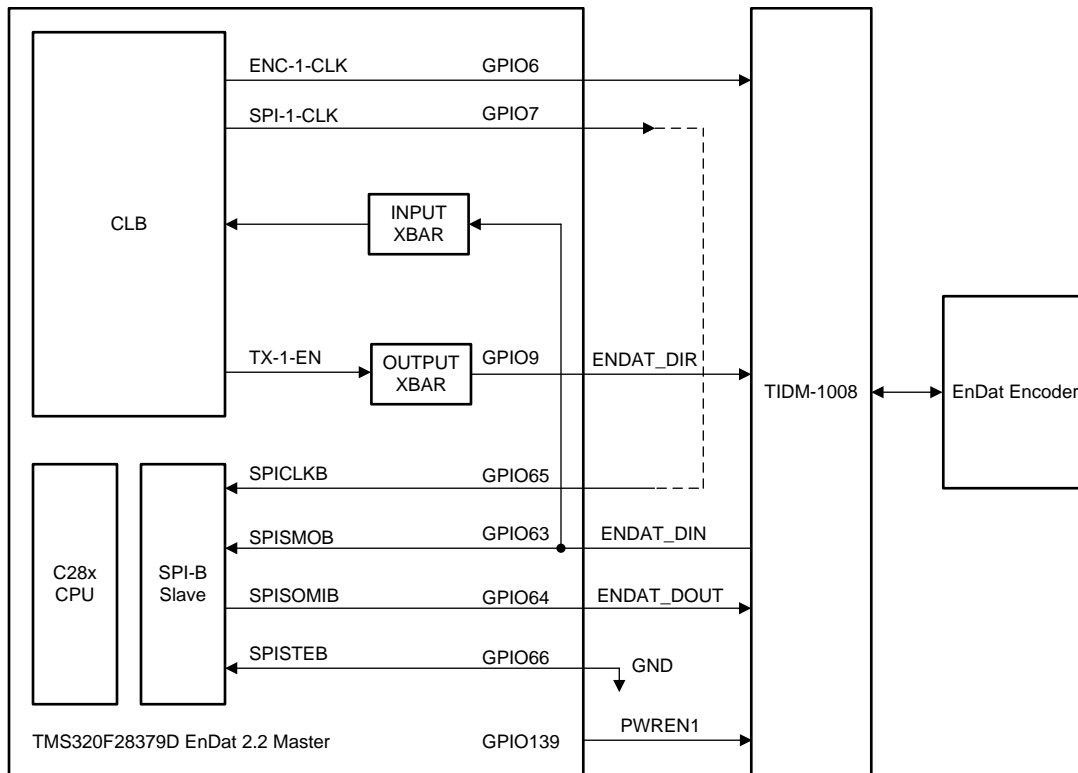 ENC-1-CLK GPIO6
SPI-1-CLK GPIO7
CLB
INPUT
XBAR
TX-1-EN
OUTPUT
XBAR
GPIO9
ENDAT_DIR
TIDM-1008
EnDat Encoder
SPICLKB GPIO65
SPISMOB GPIO63 ENDAT_DIN
C28x
CPU
SPI-B
Slave
SPISOMIB GPIO64 ENDAT_DOUT
SPISTEB GPIO66 GND
PWREN1
TMS320F28379D EnDat 2.2 Master GPIO139